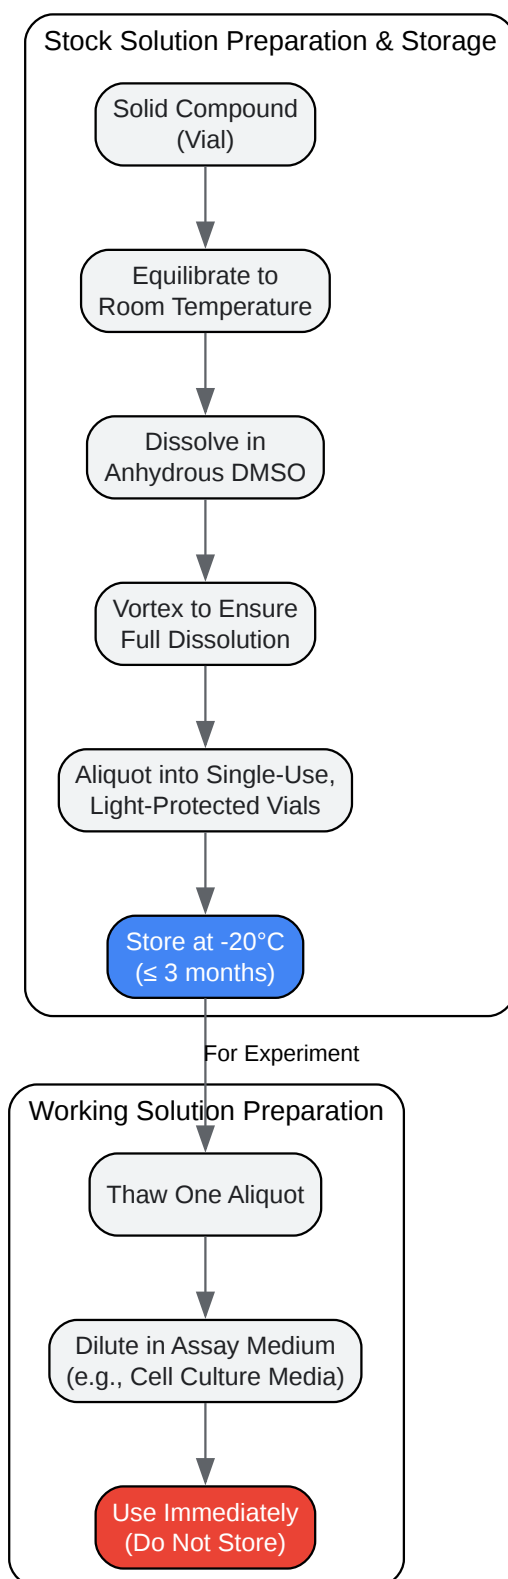 Stock Solution Preparation & Storage
Solid Compound
(Vial)
Equilibrate to
Room Temperature
Dissolve in
Anhydrous DMSO
Vortex to Ensure
Full Dissolution
Aliquot into Single-Use,
Light-Protected Vials
Store at -20°C
(≤ 3 months)
For Experiment
Working Solution Preparation
Thaw One Aliquot
Dilute in Assay Medium
(e.g., Cell Culture Media)
Use Immediately
(Do Not Store)